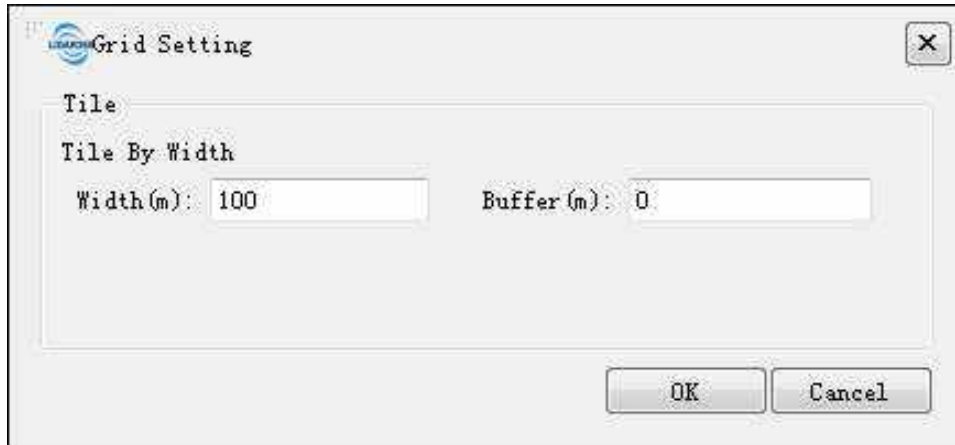 Grid Setting
Tile
Tile By Width
Width(m): 100 Buffer(m): 0
OK Cancel